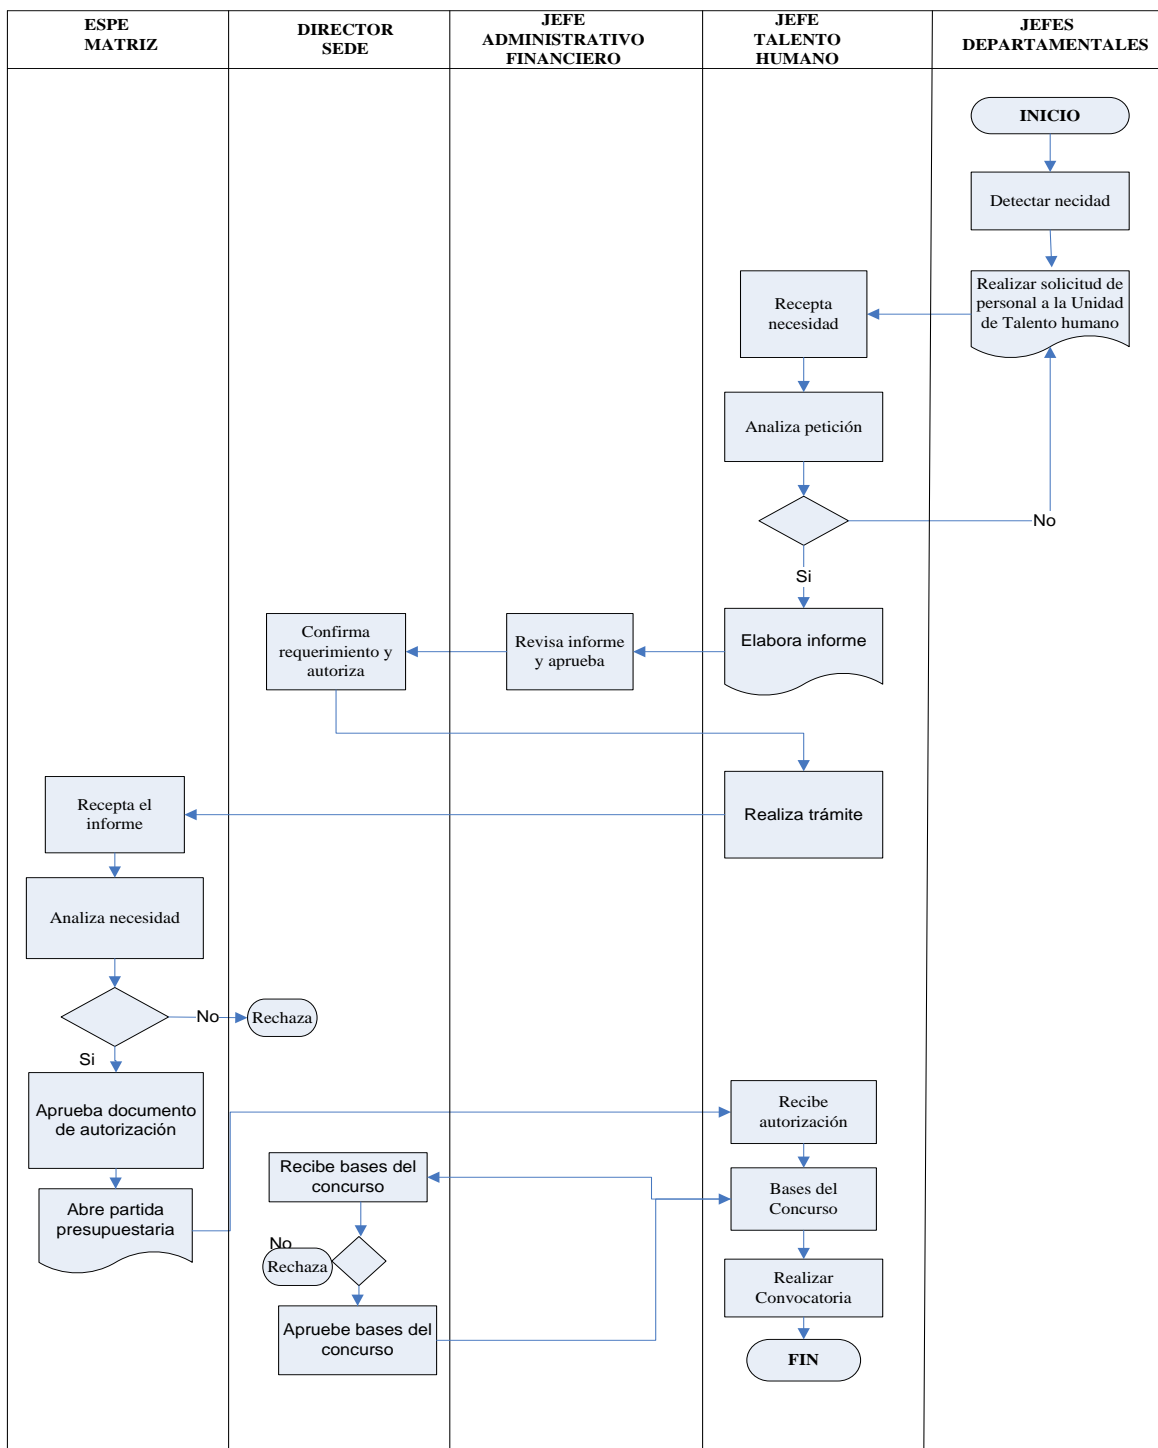 ESPE
MATRIZ
DIRECTOR
SEDE
JEFE
ADMINISTRATIVO
FINANCIERO
JEFE
TALENTO
HUMANO
JEFES
DEPARTAMENTALES
INICIO
Detectar necidad
Realizar solicitud de
personal a la Unidad
de Talento humano
Recepta
necesidad
Analiza petición
No
Si
Elabora informe
Revisa informe
y aprueba
Confirma
requerimiento y
autoriza
Realiza trámite
Recepta el
informe
Analiza necesidad
No
Rechaza
Si
Aprueba documento
de autorización
Abre partida
presupuestaria
Recibe
autorización
Bases del
Concurso
Recibe bases del
concurso
No
Rechaza
Apruebe bases del
concurso
Realizar
Convocatoria
FIN